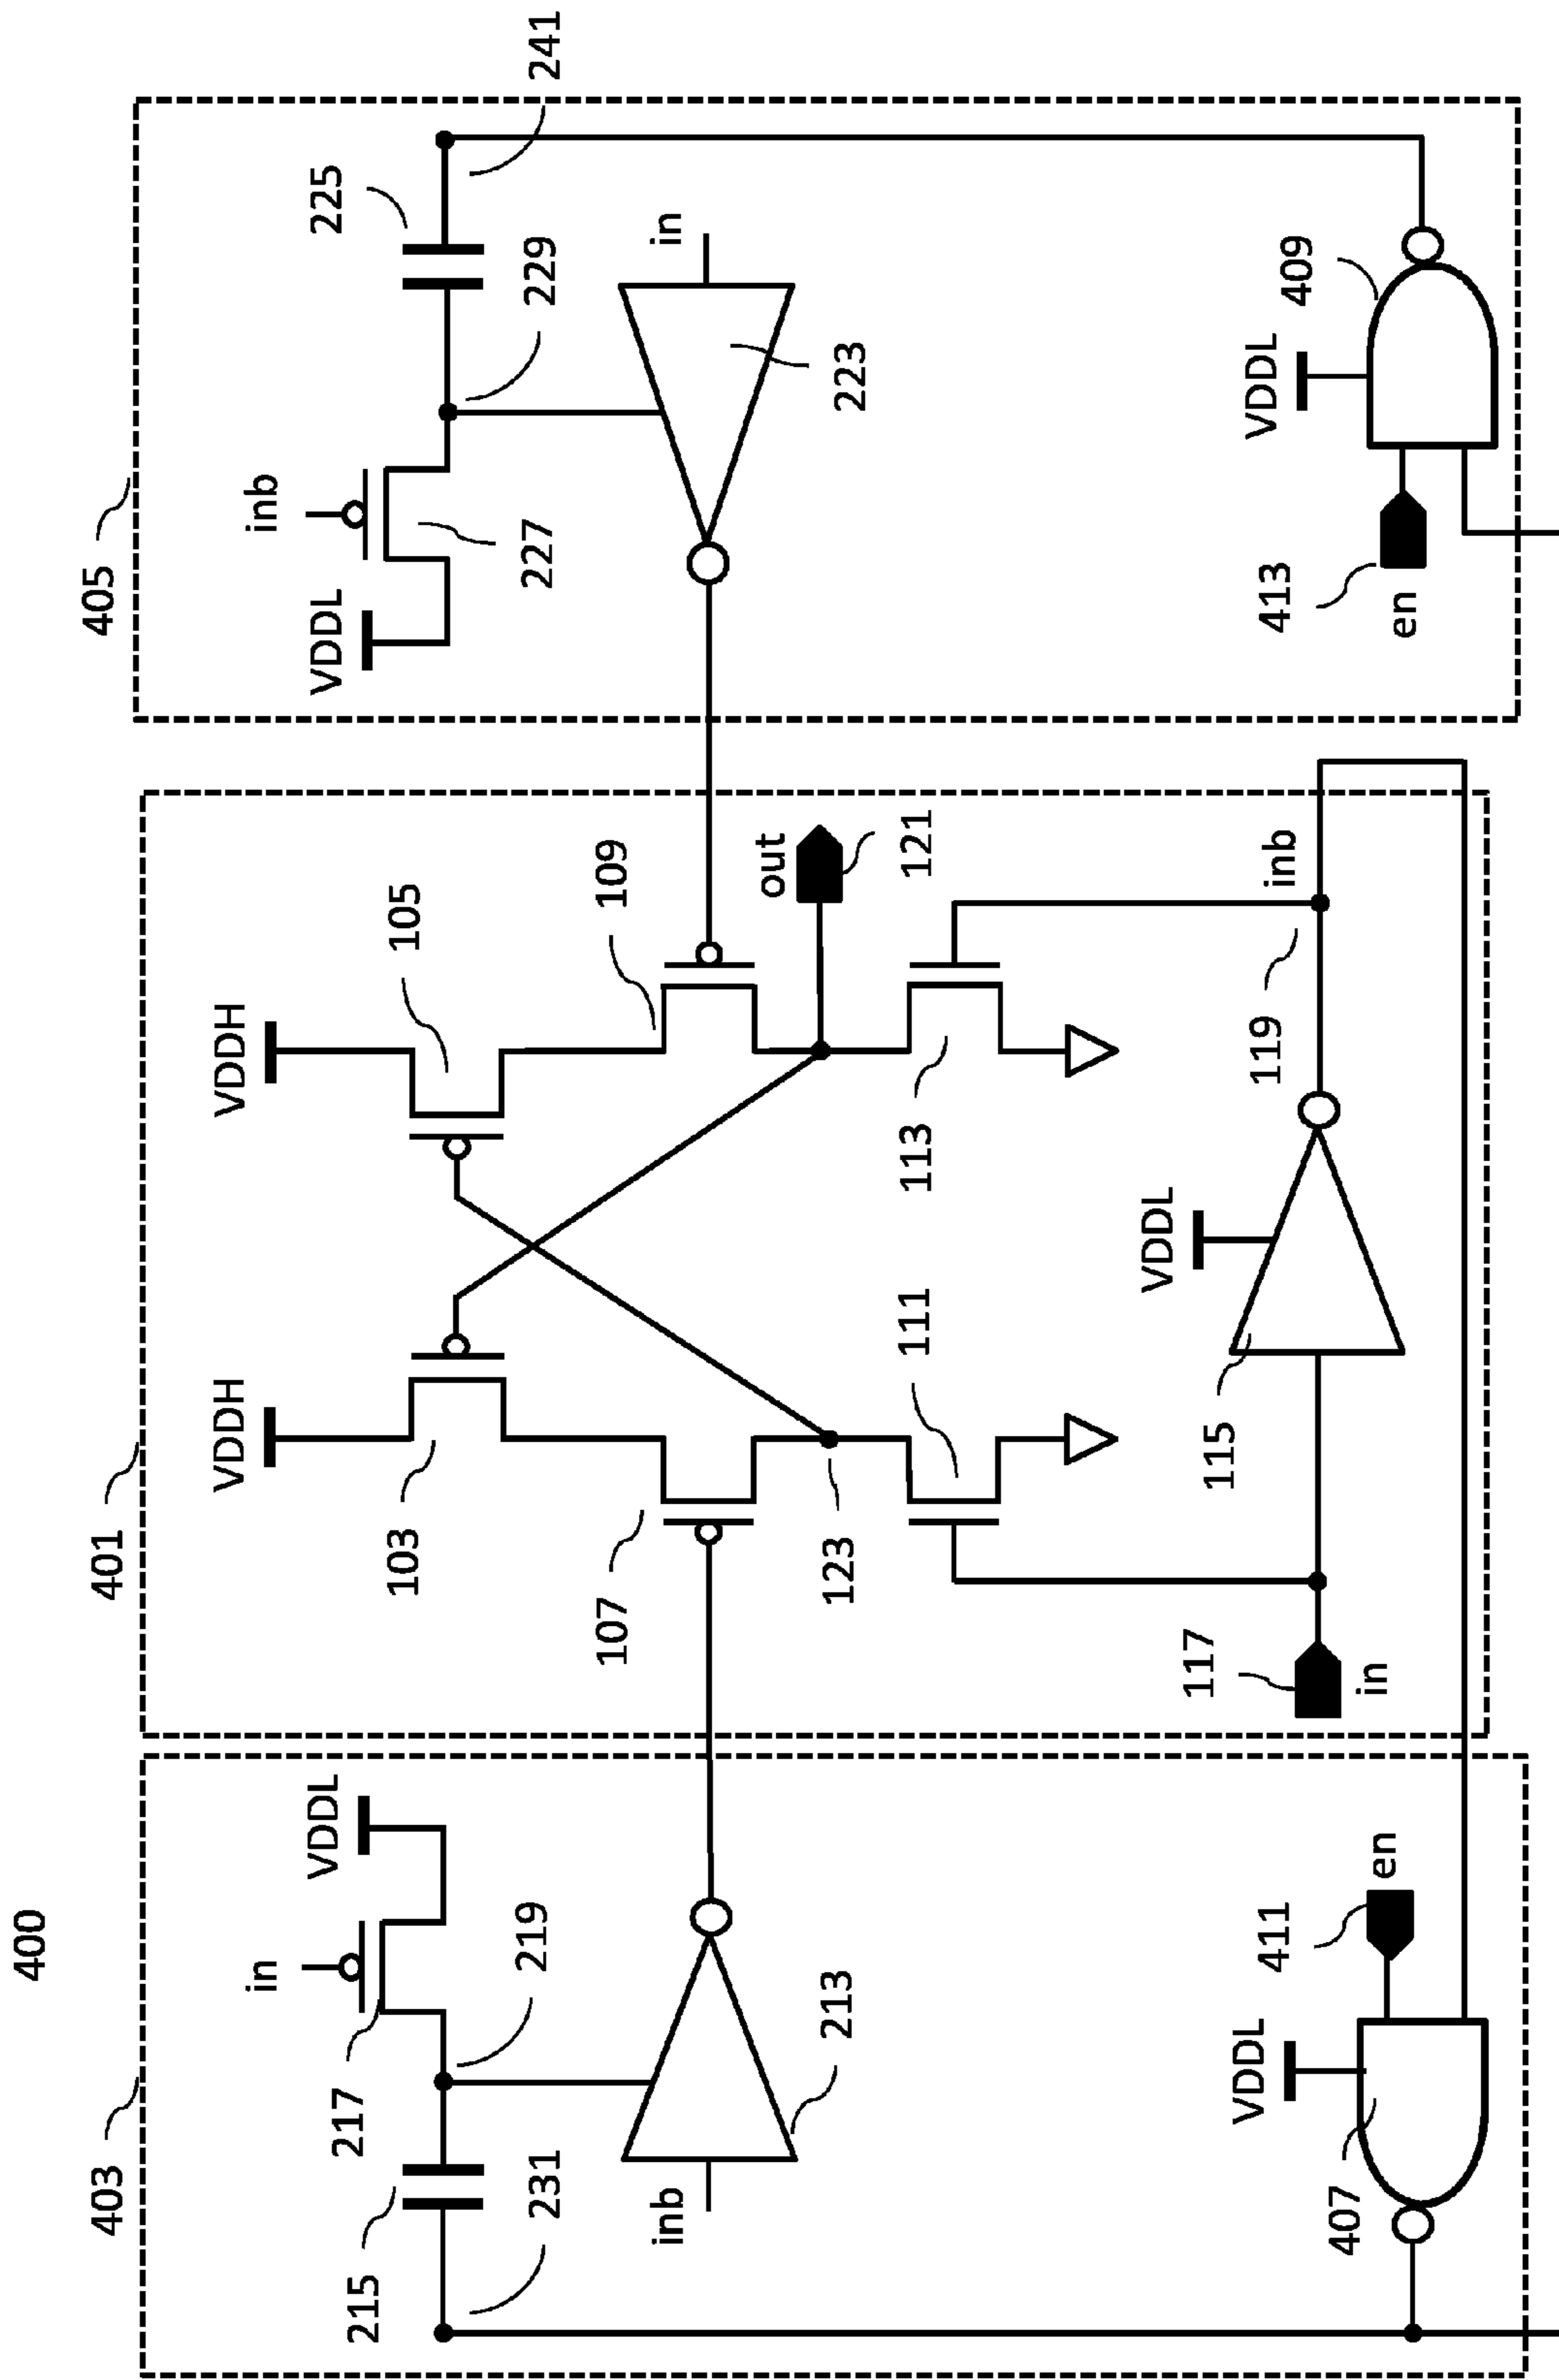 400
403
401
405
in
VDDL
217
219
215
231
inb
213
VDDL
407
411
en
VDDH
VDDH
103
105
107
109
123
111
113
out
121
117
in
115
VDDL
119
inb
VDDL
inb
227
229
225
241
in
223
VDDL
409
413
en